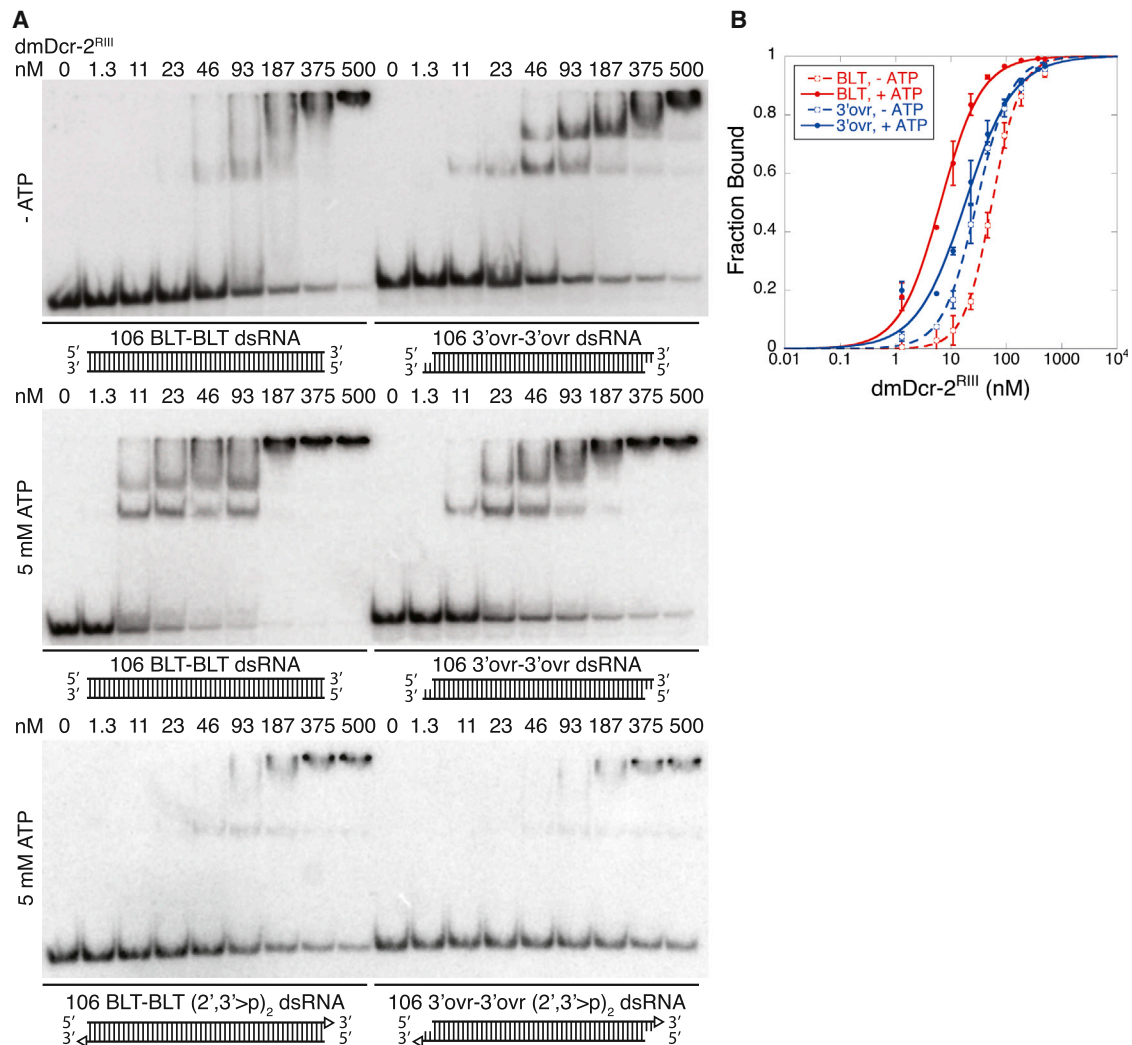 A
dmDcr-2ᴿᴵᴵᴵ
nM 0 1.3 11 23 46 93 187 375 500 0 1.3 11 23 46 93 187 375 500
- ATP
106 BLT-BLT dsRNA
5′ 3′
3′ 5′
106 3'ovr-3'ovr dsRNA
5′ 3′
3′ 5′
nM 0 1.3 11 23 46 93 187 375 500 0 1.3 11 23 46 93 187 375 500
5 mM ATP
106 BLT-BLT dsRNA
5′ 3′
3′ 5′
106 3'ovr-3'ovr dsRNA
5′ 3′
3′ 5′
nM 0 1.3 11 23 46 93 187 375 500 0 1.3 11 23 46 93 187 375 500
5 mM ATP
106 BLT-BLT (2',3'>p)₂ dsRNA
5′ 3′
3′ 5′
106 3'ovr-3'ovr (2',3'>p)₂ dsRNA
5′ 3′
3′ 5′
B
BLT, - ATP
BLT, + ATP
3'ovr, - ATP
3'ovr, + ATP
Fraction Bound
1
0.8
0.6
0.4
0.2
0
0.01 0.1 1 10 100 1000 10⁴
dmDcr-2ᴿᴵᴵᴵ (nM)